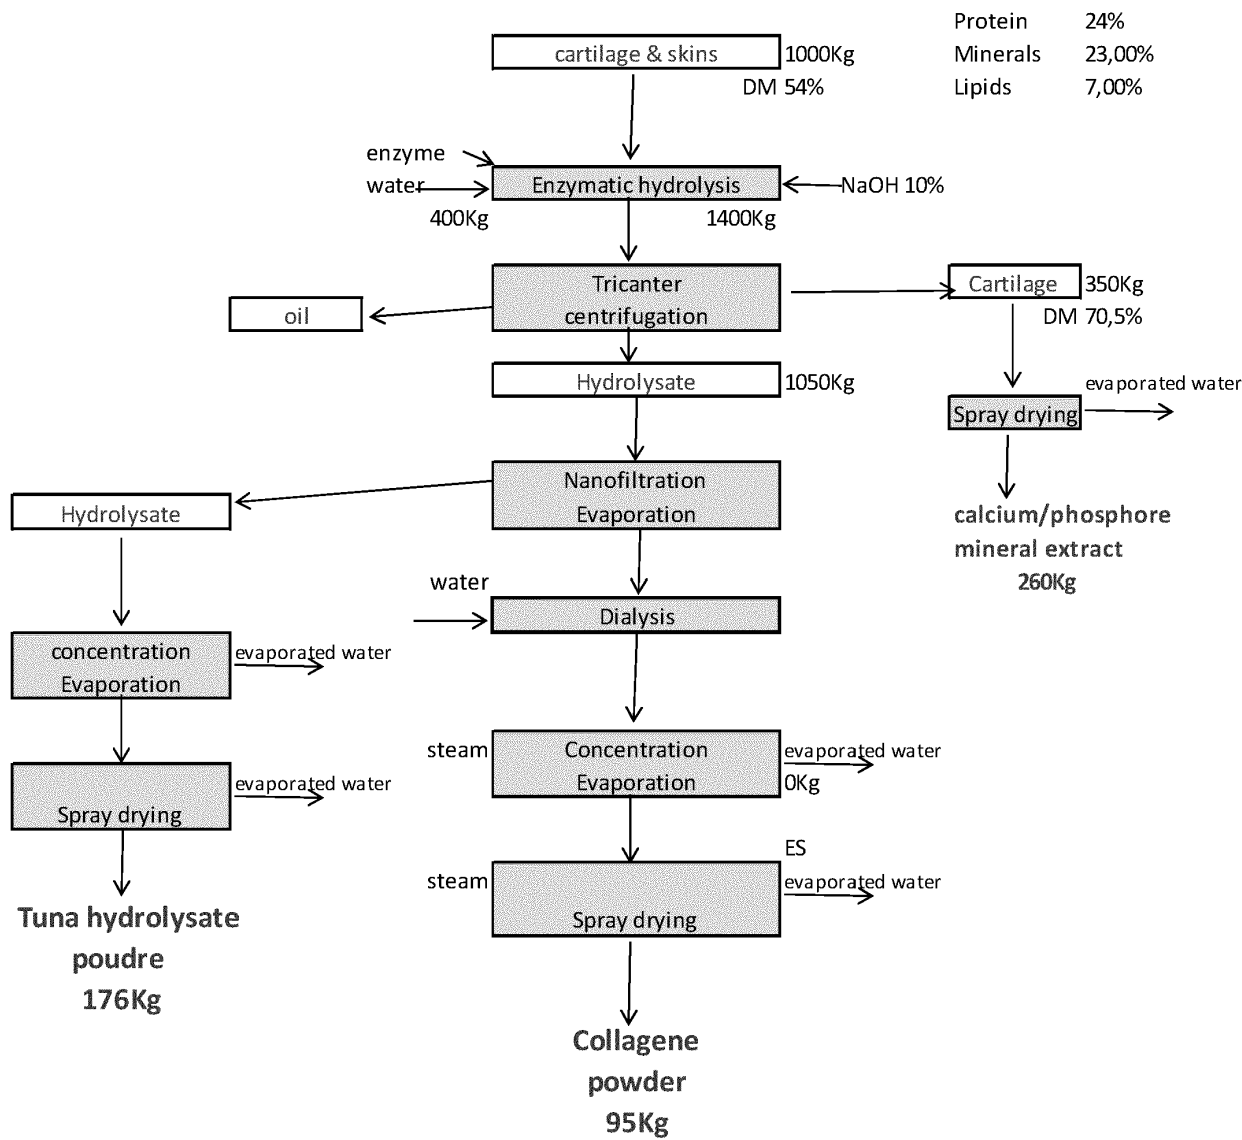 Protein 24%
cartilage & skins 1000Kg Minerals 23,00%
DM 54% Lipids 7,00%
enzyme
water Enzymatic hydrolysis NaOH 10%
400Kg 1400Kg
Tricanter
centrifugation
Cartilage 350Kg
oil
DM 70,5%
Hydrolysate 1050Kg
evaporated water
Spray drying
Nanofiltration
Evaporation
Hydrolysate
calcium/phosphore
mineral extract
260Kg
water
Dialysis
concentration
Evaporation
evaporated water
steam
Concentration
Evaporation
evaporated water
0Kg
Spray drying
evaporated water
ES
steam
Spray drying
evaporated water
Tuna hydrolysate
poudre
176Kg
Collagene
powder
95Kg